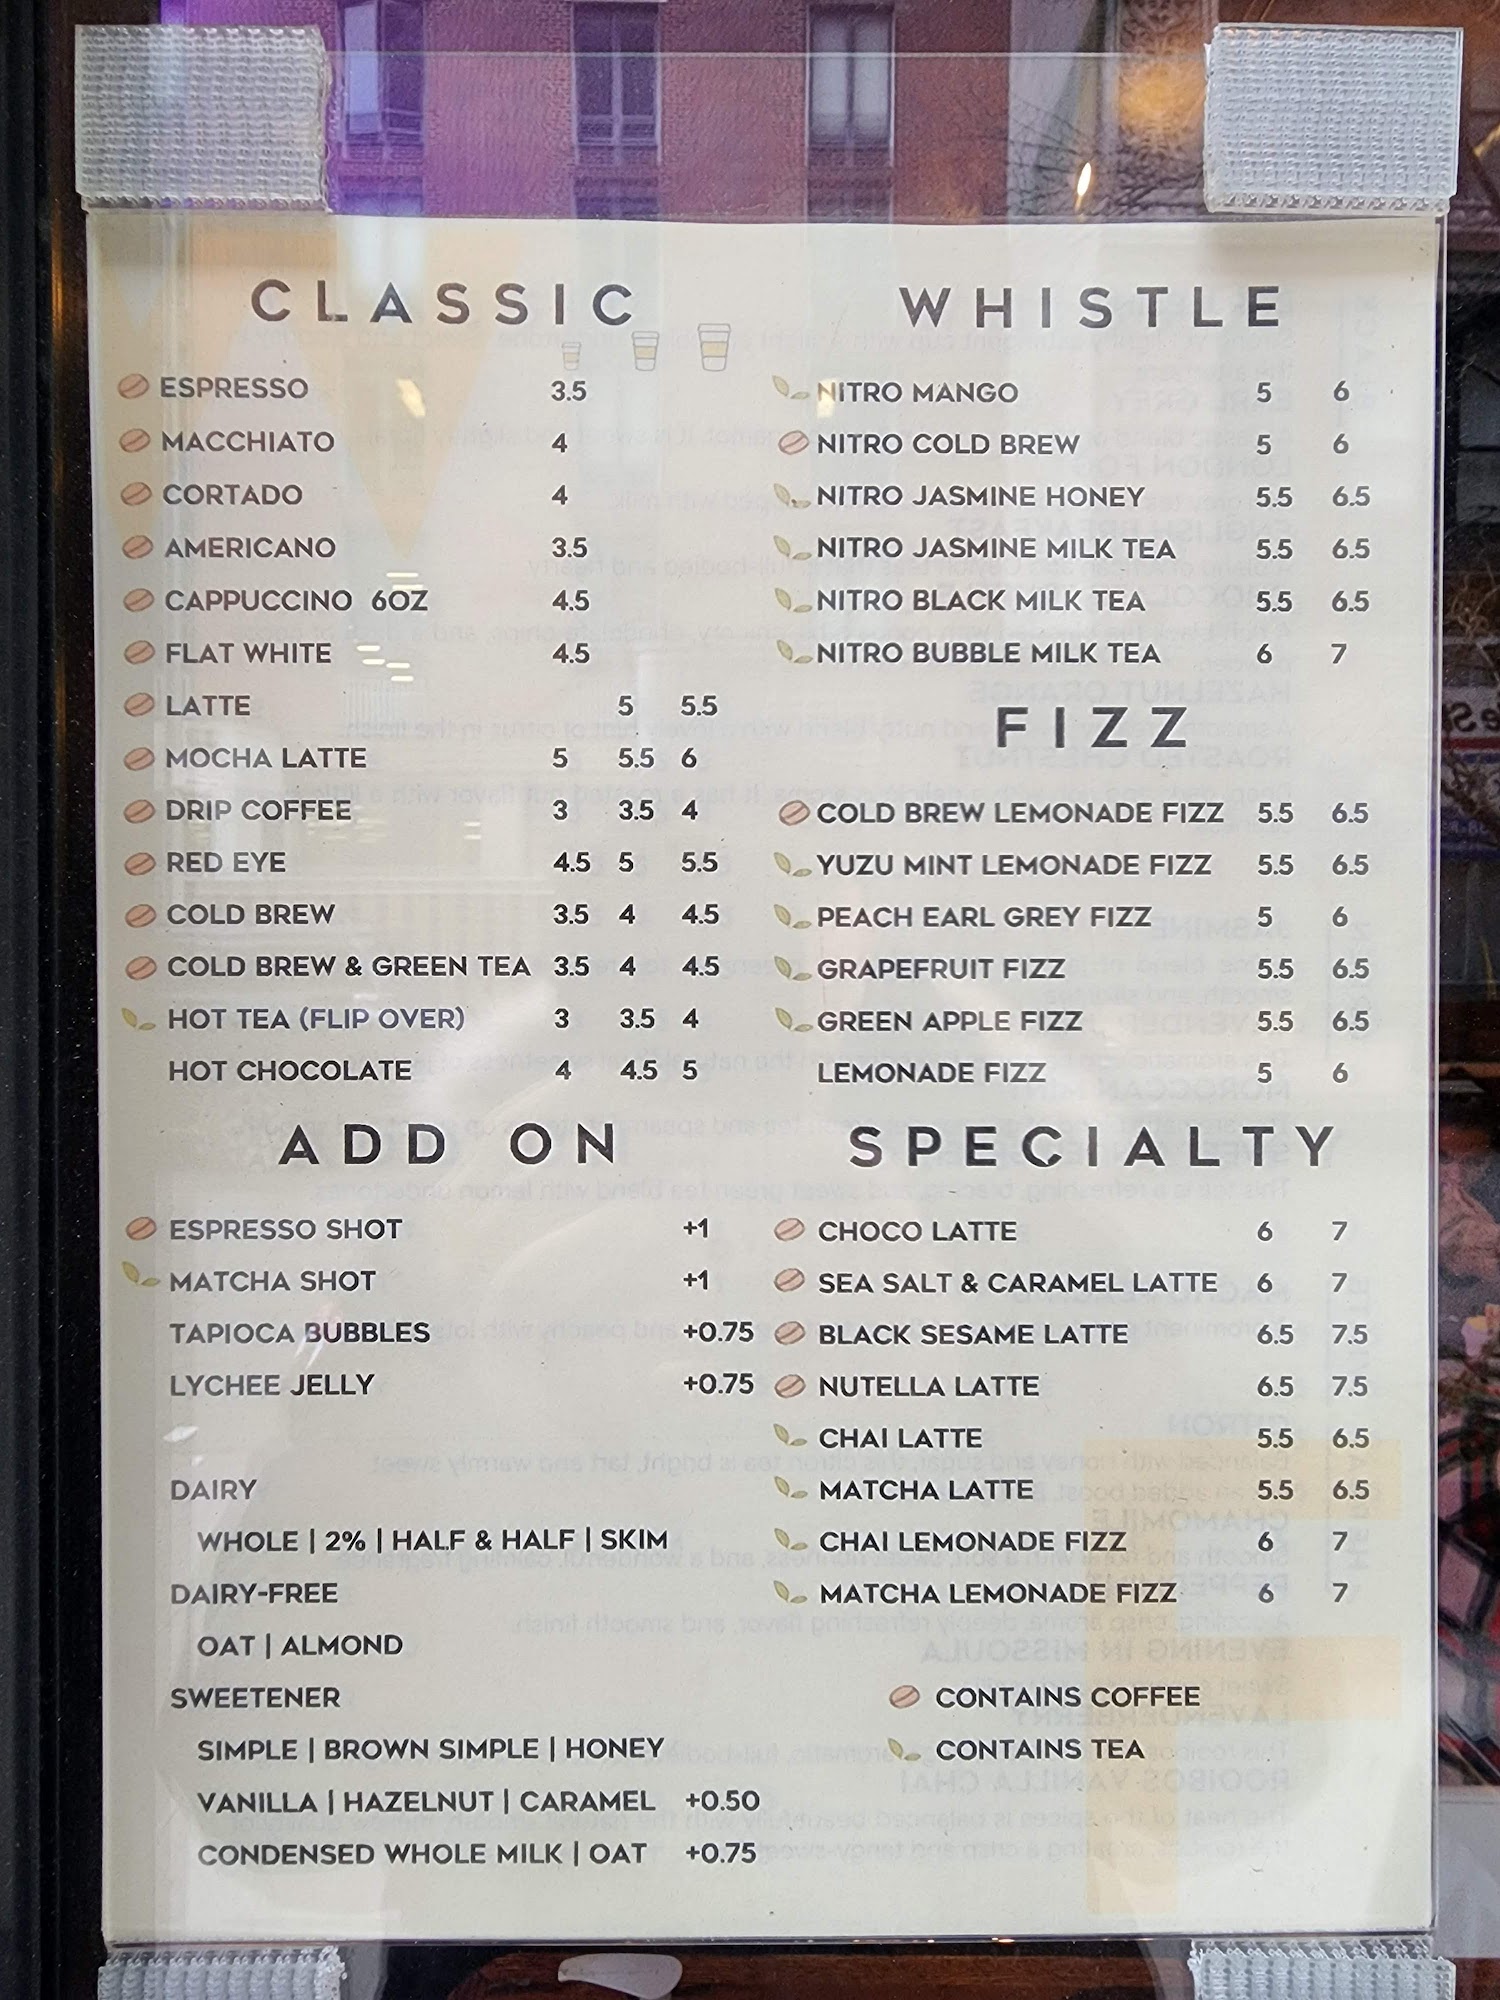 CLASSIC
ESPRESSO 3.5
MACCHIATO 4
CORTADO 4
AMERICANO 3.5
CAPPUCCINO 6OZ 4.5
FLAT WHITE 4.5
LATTE 5 5.5
MOCHA LATTE 5 5.5 6
DRIP COFFEE 3 3.5 4
RED EYE 4.5 5 5.5
COLD BREW 3.5 4 4.5
COLD BREW & GREEN TEA 3.5 4 4.5
HOT TEA (FLIP OVER) 3 3.5 4
HOT CHOCOLATE 4 4.5 5
ADD ON
ESPRESSO SHOT +1
MATCHA SHOT +1
TAPIOCA BUBBLES +0.75
LYCHEE JELLY +0.75
DAIRY
WHOLE | 2% | HALF & HALF | SKIM
DAIRY-FREE
OAT | ALMOND
SWEETENER
SIMPLE | BROWN SIMPLE | HONEY
VANILLA | HAZELNUT | CARAMEL +0.50
CONDENSED WHOLE MILK | OAT +0.75
WHISTLE
NITRO MANGO 5 6
NITRO COLD BREW 5 6
NITRO JASMINE HONEY 5.5 6.5
NITRO JASMINE MILK TEA 5.5 6.5
NITRO BLACK MILK TEA 5.5 6.5
NITRO BUBBLE MILK TEA 6 7
FIZZ
COLD BREW LEMONADE FIZZ 5.5 6.5
YUZU MINT LEMONADE FIZZ 5.5 6.5
PEACH EARL GREY FIZZ 5 6
GRAPEFRUIT FIZZ 5.5 6.5
GREEN APPLE FIZZ 5.5 6.5
LEMONADE FIZZ 5 6
SPECIALTY
CHOCO LATTE 6 7
SEA SALT & CARAMEL LATTE 6 7
BLACK SESAME LATTE 6.5 7.5
NUTELLA LATTE 6.5 7.5
CHAI LATTE 5.5 6.5
MATCHA LATTE 5.5 6.5
CHAI LEMONADE FIZZ 6 7
MATCHA LEMONADE FIZZ 6 7
CONTAINS COFFEE
CONTAINS TEA